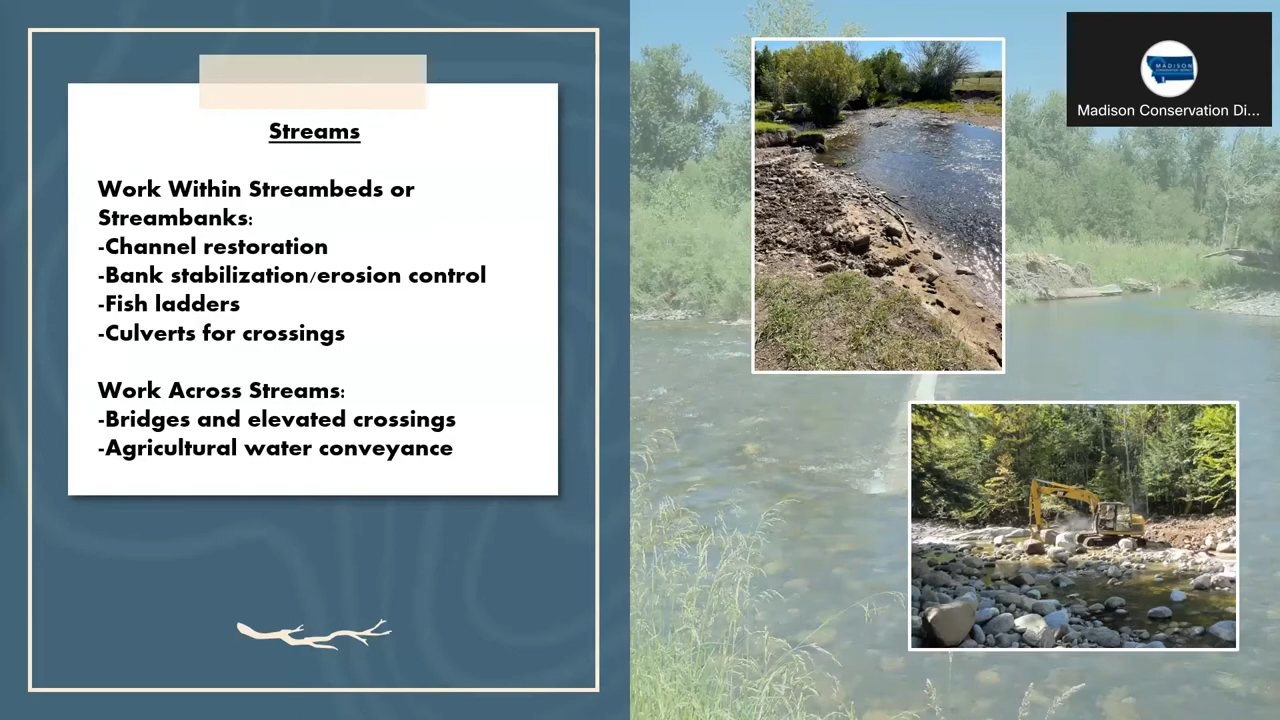 Streams
Work Within Streambeds or
Streambanks:
-Channel restoration
-Bank stabilization/erosion control
-Fish ladders
-Culverts for crossings
Work Across Streams:
-Bridges and elevated crossings
-Agricultural water conveyance
MADISON
Madison Conservation Di...